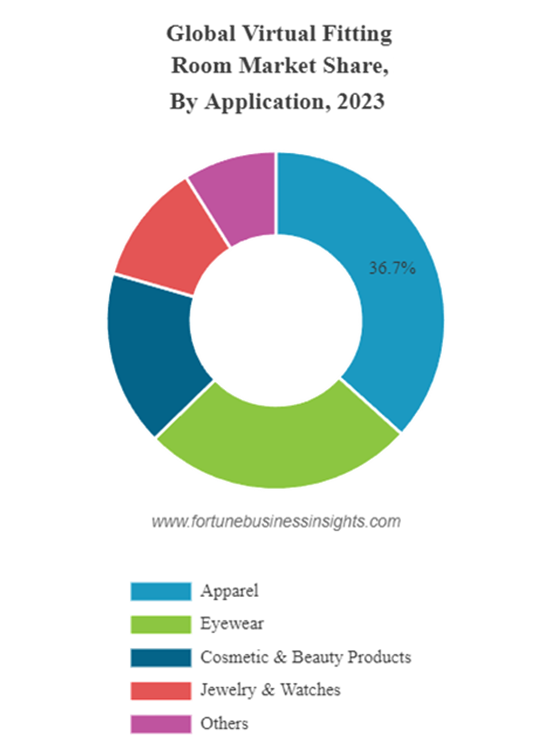 Global Virtual Fitting
Room Market Share,
By Application, 2023
36.7%
www.fortunebusinessinsights.com
Apparel
Eyewear
Cosmetic & Beauty Products
Jewelry & Watches
Others